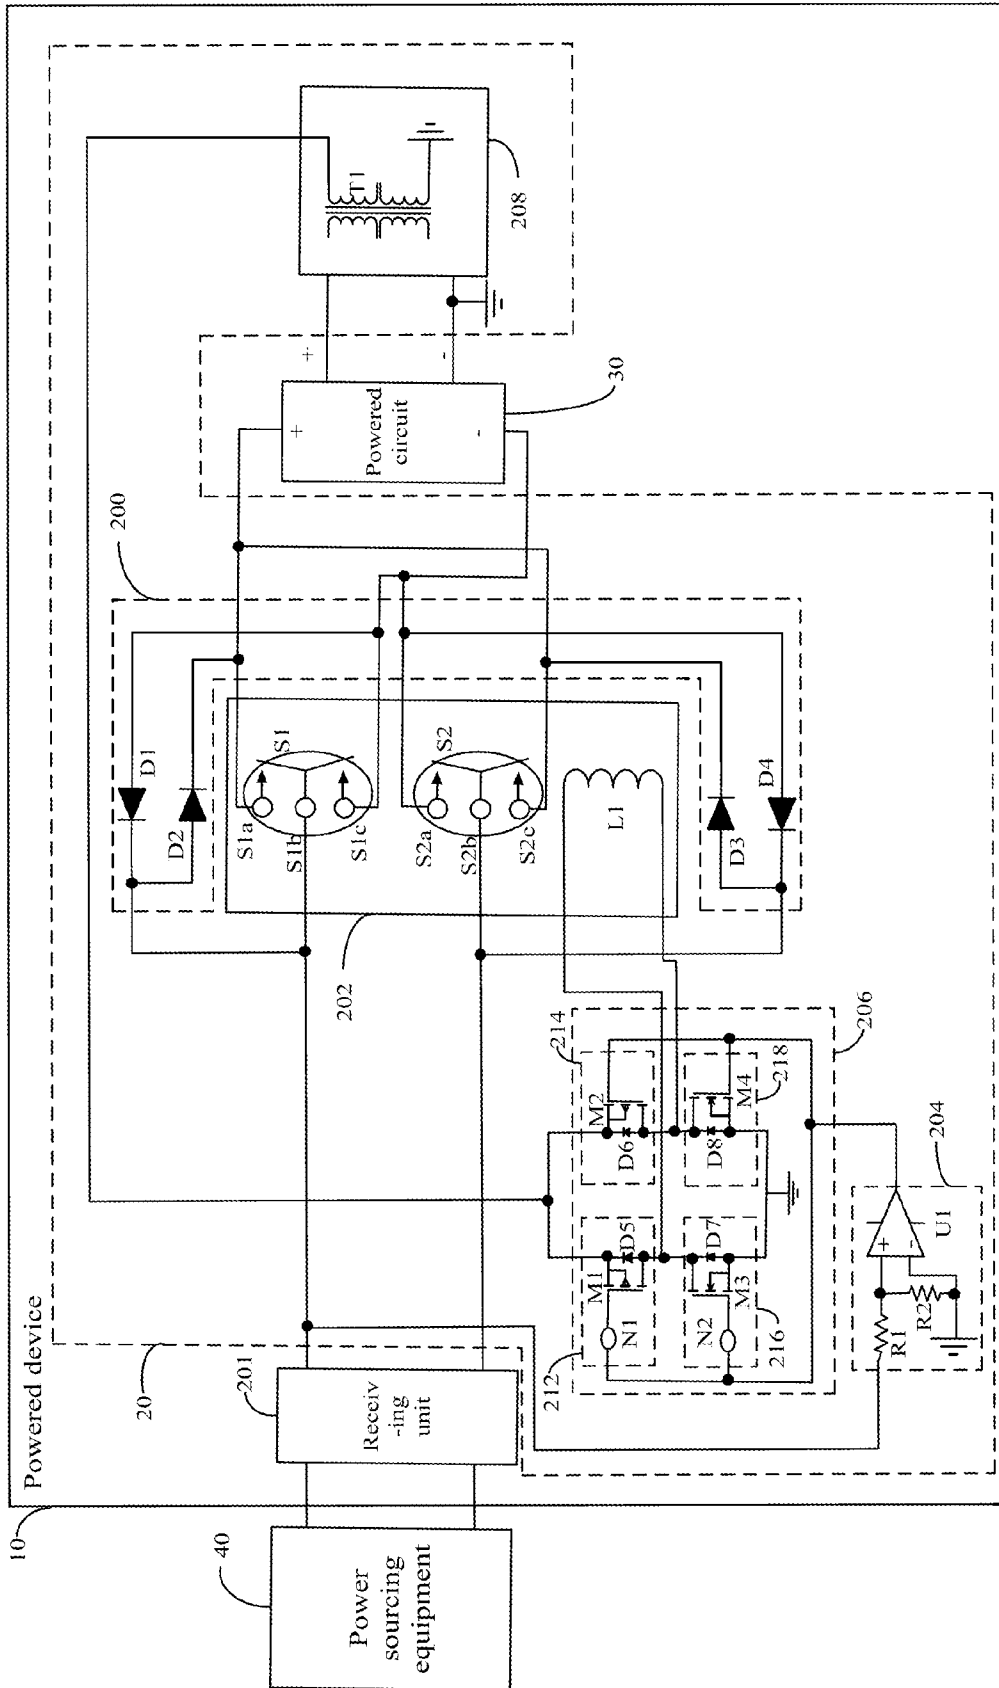 Powered device
10
20
200
D1
D2
S1
S1a
S1b
S1c
S2
S2a
S2b
S2c
L1
D3
D4
202
T1
208
+
-
+
-
Powered
circuit
30
201
Receiv
-ing
unit
40
Power
sourcing
equipment
206
214
M2
D6
218
M4
D8
212
M1
D5
N1
216
M3
D7
N2
204
U1
+
-
R1
R2